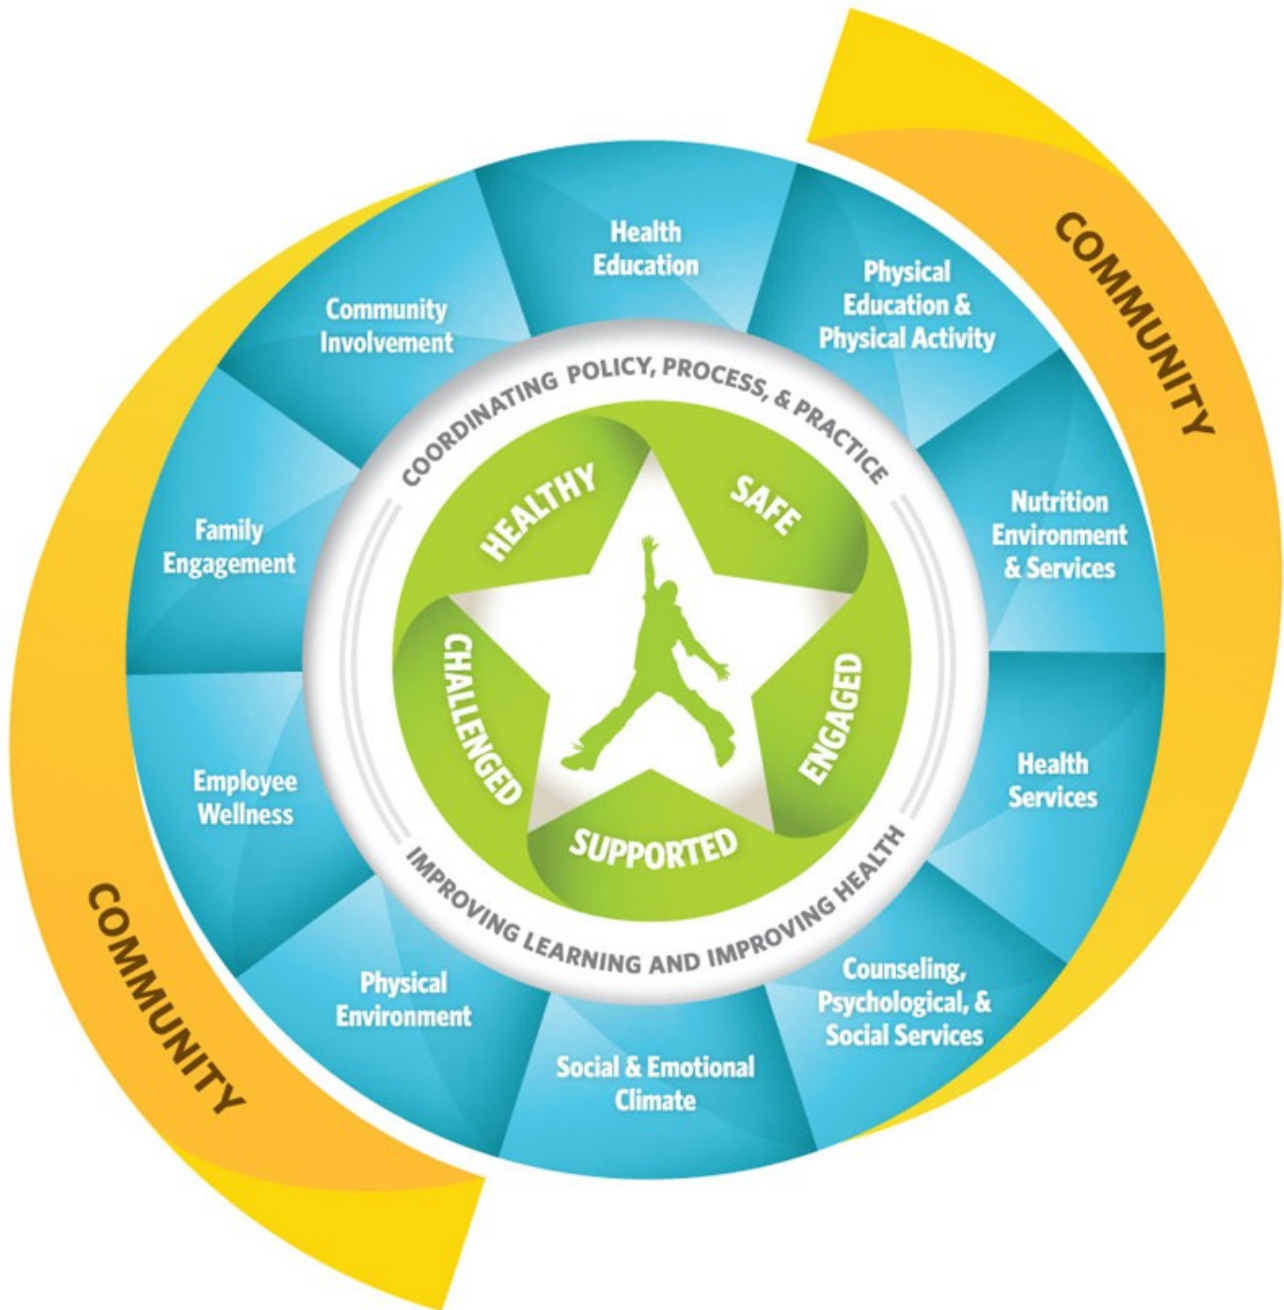 COMMUNITY
Health
Education
Physical
Education &
Physical Activity
Nutrition
Environment
& Services
Health
Services
Counseling,
Psychological, &
Social Services
Social & Emotional
Climate
Physical
Environment
Employee
Wellness
Family
Engagement
Community
Involvement
COORDINATING POLICY, PROCESS, & PRACTICE
IMPROVING LEARNING AND IMPROVING HEALTH
HEALTHY
SAFE
ENGAGED
SUPPORTED
CHALLENGED
COMMUNITY